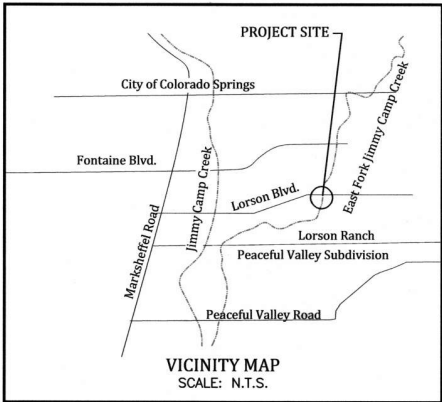 PROJECT SITE
City of Colorado Springs
East Fork Jimmy Camp Creek
Fontaine Blvd.
Jimmy Camp Creek
Lorson Blvd.
Marksheffel Road
Lorson Ranch
Peaceful Valley Subdivision
Peaceful Valley Road
VICINITY MAP
SCALE: N.T.S.